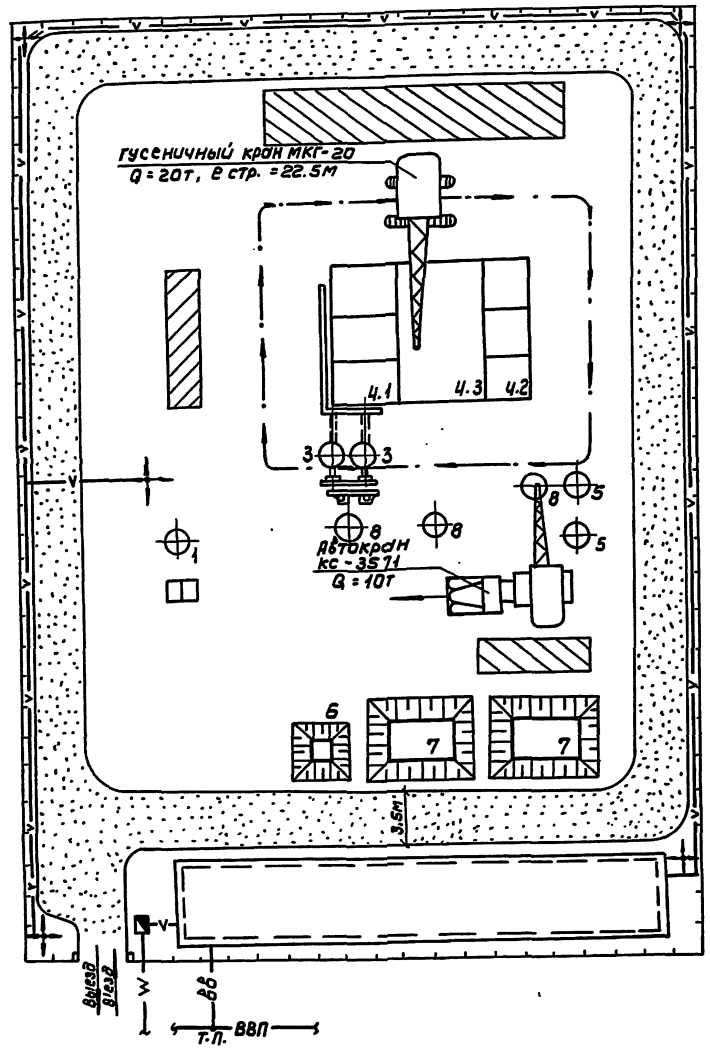 гусеничный кран МКГ-20
Q = 20т, е стр. = 22.5м
4.1
4.3
4.2
3
3
8
5
V
1
8
8
5
Автокран
КС-3571
Q = 10т
6
7
7
3.5м
V
W
ВВ
Выезд
Въезд
т.п. ВВП